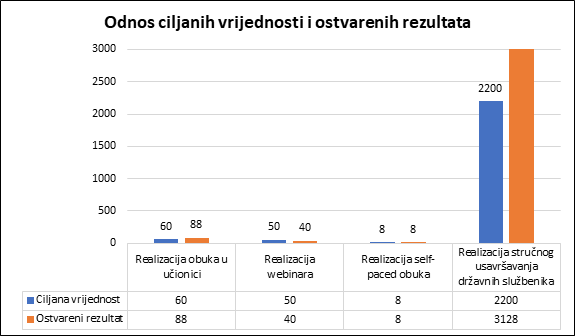 Odnos ciljanih vrijednosti i ostvarenih rezultata
3000
2500
2000
1500
1000
500
0
60 88
50 40
8 8
2200
Realizacija obuka u
učionici
Realizacija
webinara
Realizacija self-
paced obuka
Realizacija stručnog
usavršavanja
državnih službenika
Ciljana vrijednost 60 50 8 2200
Ostvareni rezultat 88 40 8 3128